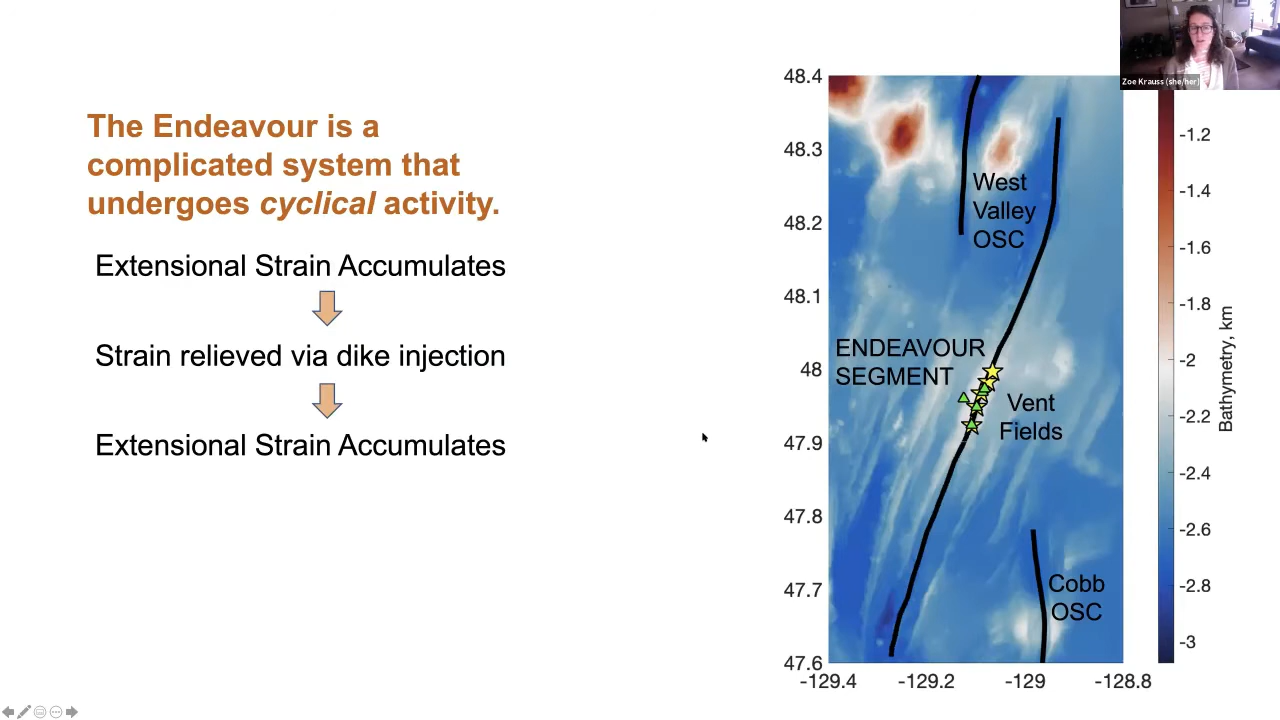 Zoe Krauss (she/her)
The Endeavour is a
complicated system that
undergoes cyclical activity.
Extensional Strain Accumulates
Strain relieved via dike injection
Extensional Strain Accumulates
48.4
48.3
48.2
48.1
48
47.9
47.8
47.7
47.6
-129.4
-129.2
-129
-128.8
West
Valley
OSC
ENDEAVOUR
SEGMENT
Vent
Fields
Cobb
OSC
-1.2
-1.4
-1.6
-1.8
-2
-2.2
-2.4
-2.6
-2.8
-3
Bathymetry, km